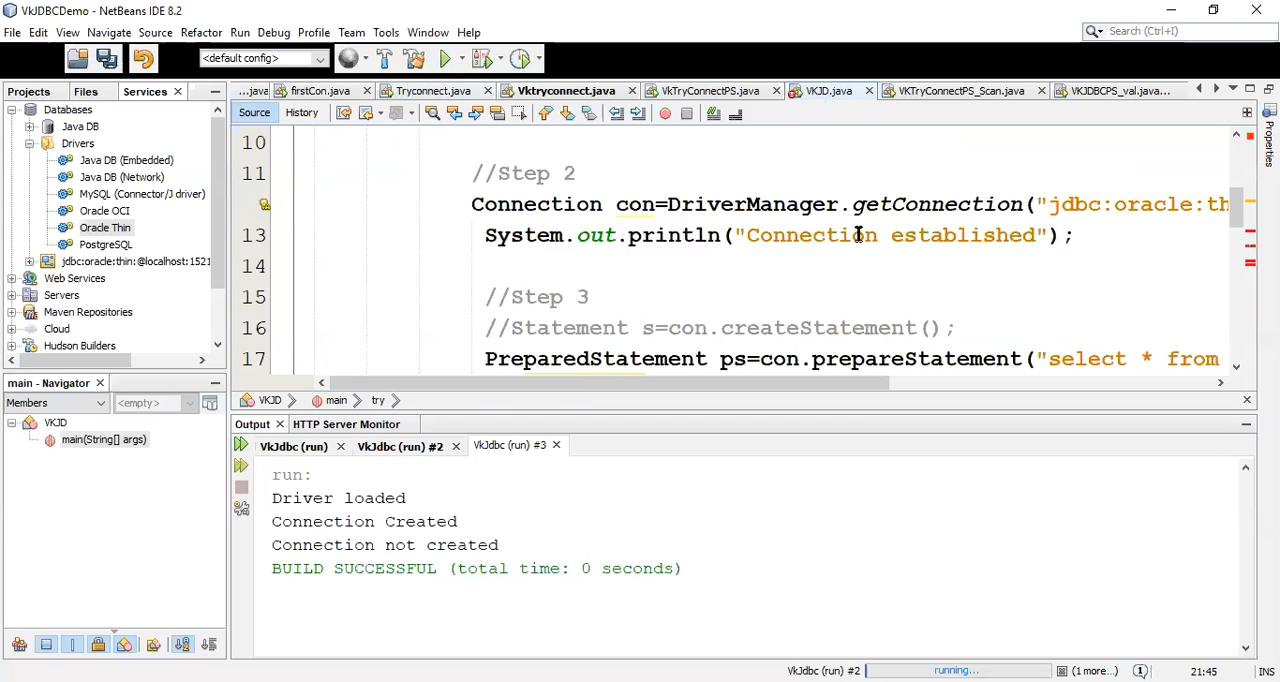 VkJDBCDemo - NetBeans IDE 8.2
File Edit View Navigate Source Refactor Run Debug Profile Team Tools Window Help
Search (Ctrl+I)
<default config>
Projects Files Services
...java firstCon.java Tryconnect.java Vktryconnect.java VkTryConnectPS.java VKJD.java VKTryConnectPS_Scan.java VKJDBCPS_val.java...
Databases
Java DB
Drivers
Java DB (Embedded)
Java DB (Network)
MySQL (Connector/J driver)
Oracle OCI
Oracle Thin
PostgreSQL
jdbc:oracle:thin:@localhost:1521
Web Services
Servers
Maven Repositories
Cloud
Hudson Builders
Source History
Properties
10
11 //Step 2
Connection con=DriverManager.getConnection("jdbc:oracle:th
13 System.out.println("Connection established");
14
15 //Step 3
16 //Statement s=con.createStatement();
17 PreparedStatement ps=con.prepareStatement("select * from
main - Navigator
Members <empty>
VKJD
main(String[] args)
VKJD main try
Output HTTP Server Monitor
VkJdbc (run) VkJdbc (run) #2 VkJdbc (run) #3
run:
Driver loaded
Connection Created
Connection not created
BUILD SUCCESSFUL (total time: 0 seconds)
VkJdbc (run) #2 running... (1 more...) 1 21:45 INS